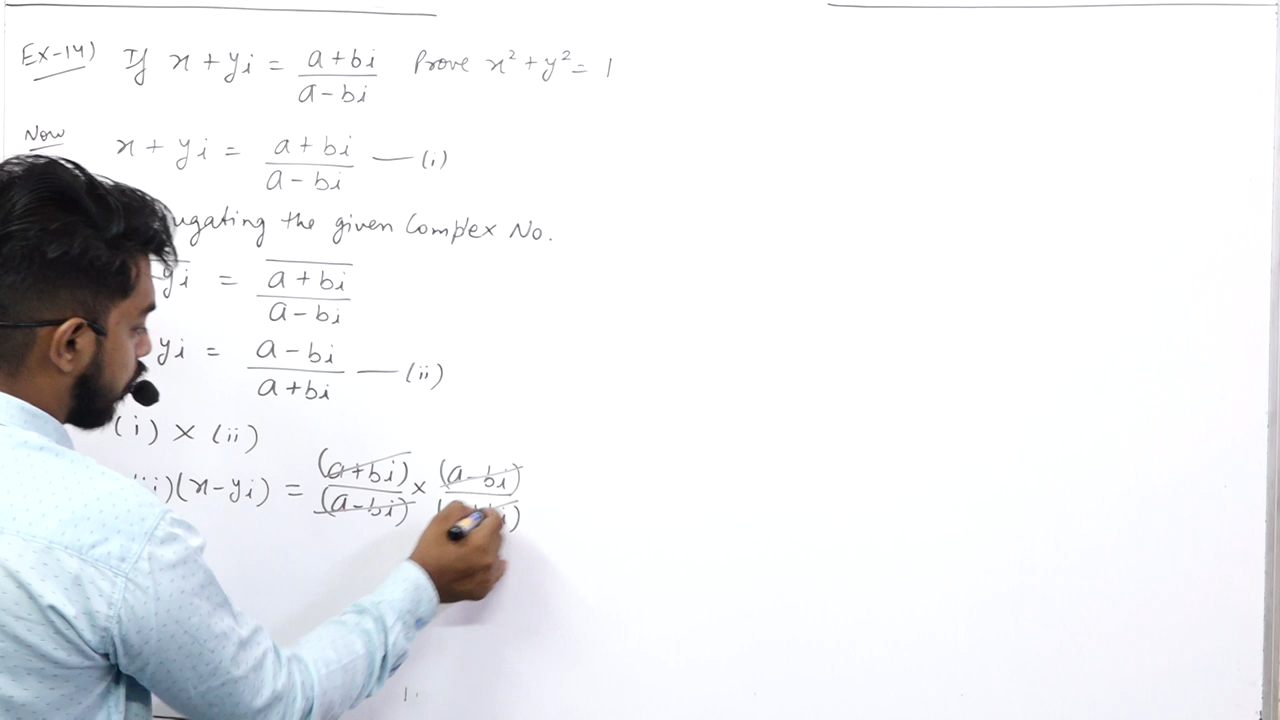 Ex-14) If x + yi = a + bi / a - bi Prove x² + y² = 1
Now
x + yi = a + bi / a - bi — (i)
the given Complex No.
yi = a + bi / a - bi
yi = a - bi / a + bi — (ii)
(i) × (ii)
i)(x - yi) = (a + bi) / (a - bi) × (a - bi) / i)